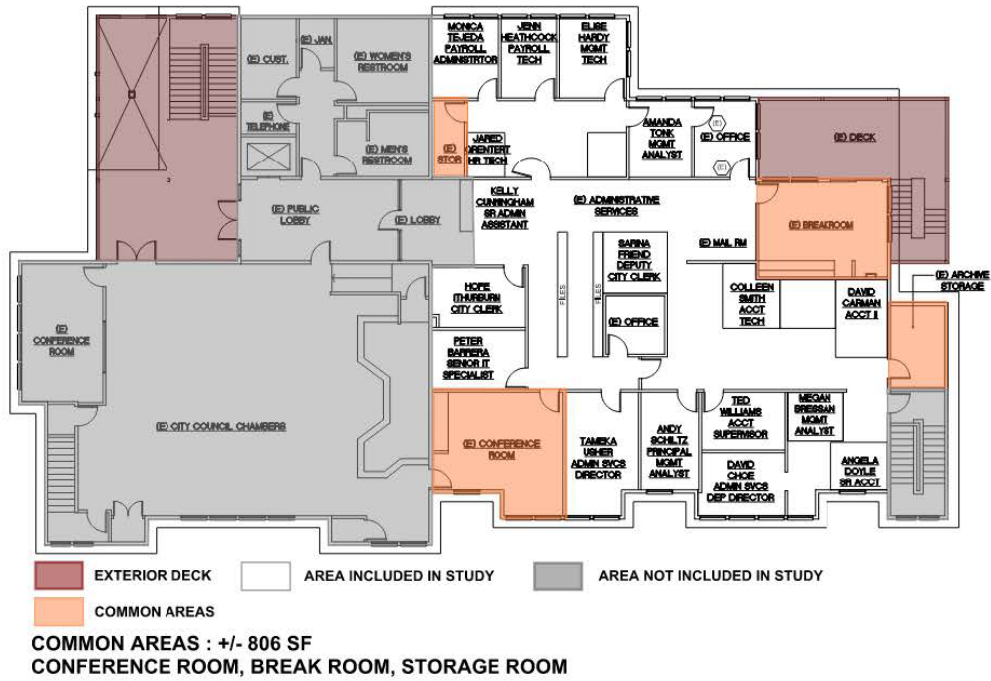 MONICA
TEJEDA
PAYROLL
ADMINISTRTOR
JENN
HEATHCOCK
PAYROLL
TECH
ELISE
HARDY
MGMT
TECH
(E) CUST.
(E) JAN.
(E) WOMEN'S
RESTROOM
(E)
TELEPHONE
(E) MEN'S
RESTROOM
(E)
STOR
JARED
ORENTERT
HR TECH
AMANDA
TONK
MGMT
ANALYST
(E)
(E) OFFICE
(E)
(E) DECK
(E) PUBLIC
LOBBY
(E) LOBBY
KELLY
CUNNINGHAM
SR ADMIN
ASSISTANT
(E) ADMINISTRATIVE
SERVICES
(E) BREAKROOM
SARINA
FRIEND
DEPUTY
CITY CLERK
(E) MAIL RM
(E) ARCHIVE
STORAGE
HOPE
ITHURBURN
CITY CLERK
FILES
FILES
COLLEEN
SMITH
ACCT
TECH
DAVID
CARMAN
ACCT II
(E) OFFICE
(E)
CONFERENCE
ROOM
PETER
BARRERA
SENIOR IT
SPECIALIST
(E) CITY COUNCIL CHAMBERS
(E) CONFERENCE
ROOM
TAMEKA
USHER
ADMIN SVCS
DIRECTOR
ANDY
SCHILTZ
PRINCIPAL
MGMT
ANALYST
TED
WILLIAMS
ACCT
SUPERVISOR
MEGAN
BRESSAN
MGMT
ANALYST
DAVID
CHOE
ADMIN SVCS
DEP DIRECTOR
ANGELA
DOYLE
SR ACCT
EXTERIOR DECK
AREA INCLUDED IN STUDY
AREA NOT INCLUDED IN STUDY
COMMON AREAS
COMMON AREAS : +/- 806 SF
CONFERENCE ROOM, BREAK ROOM, STORAGE ROOM